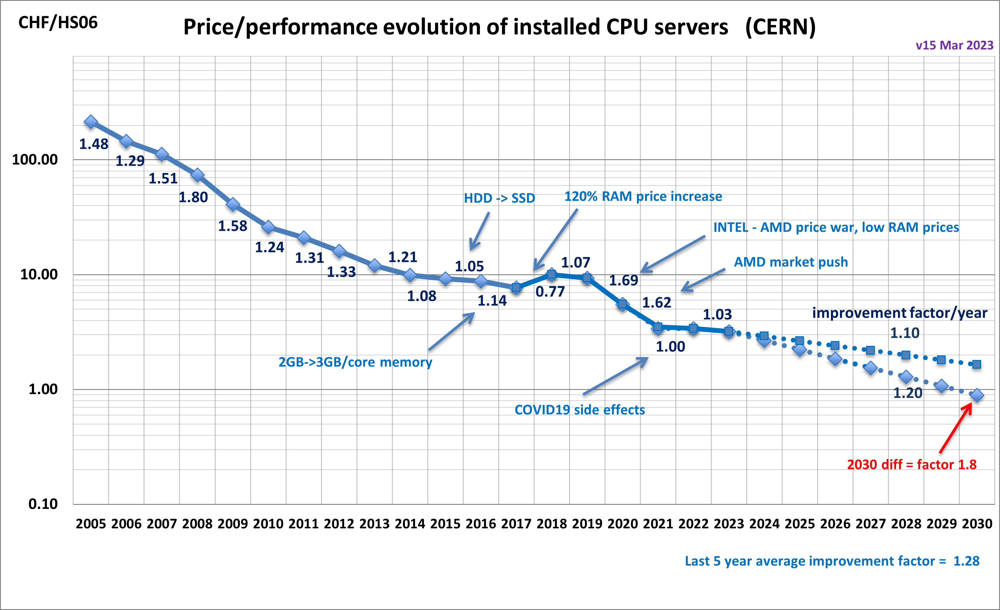 CHF/HS06
Price/performance evolution of installed CPU servers (CERN)
v15 Mar 2023
100.00
10.00
1.00
0.10
1.48
1.29
1.51
1.80
1.58
1.24
1.31
1.33
1.21
1.08
1.05
1.14
0.77
1.07
1.69
1.62
1.00
1.03
HDD -> SSD
120% RAM price increase
INTEL - AMD price war, low RAM prices
AMD market push
2GB->3GB/core memory
COVID19 side effects
improvement factor/year
1.10
1.20
2030 diff = factor 1.8
2005 2006 2007 2008 2009 2010 2011 2012 2013 2014 2015 2016 2017 2018 2019 2020 2021 2022 2023 2024 2025 2026 2027 2028 2029 2030
Last 5 year average improvement factor = 1.28